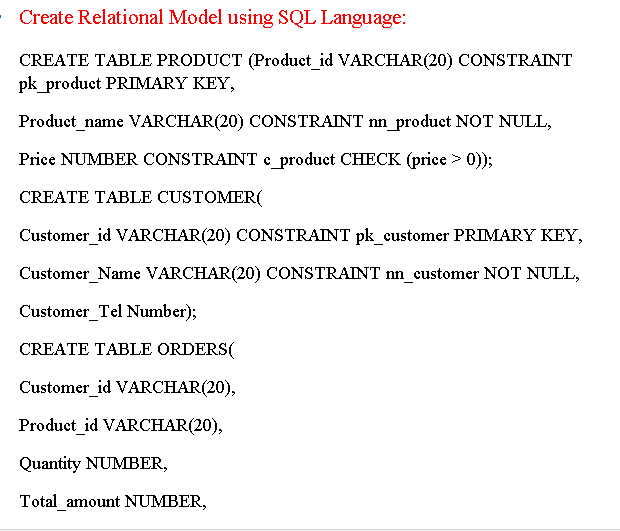 Create Relational Model using SQL Language:
CREATE TABLE PRODUCT (Product_id VARCHAR(20) CONSTRAINT
pk_product PRIMARY KEY,
Product_name VARCHAR(20) CONSTRAINT nn_product NOT NULL,
Price NUMBER CONSTRAINT c_product CHECK (price > 0));
CREATE TABLE CUSTOMER(
Customer_id VARCHAR(20) CONSTRAINT pk_customer PRIMARY KEY,
Customer_Name VARCHAR(20) CONSTRAINT nn_customer NOT NULL,
Customer_Tel Number);
CREATE TABLE ORDERS(
Customer_id VARCHAR(20),
Product_id VARCHAR(20),
Quantity NUMBER,
Total_amount NUMBER,